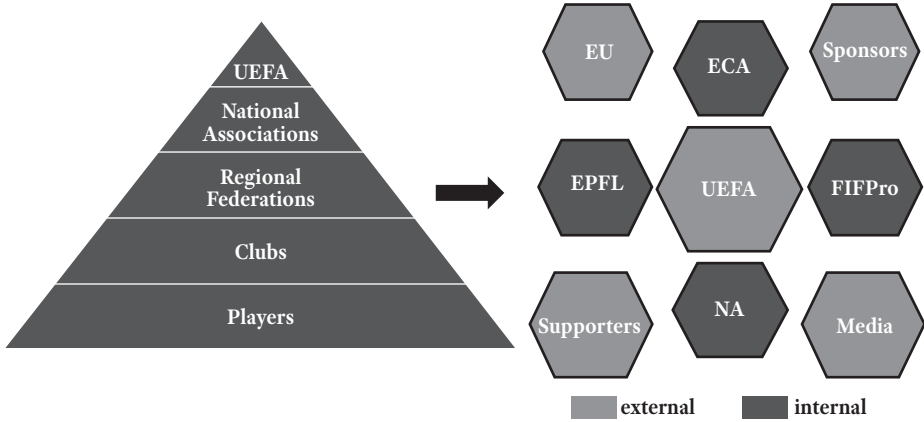 UEFA
National
Associations
Regional
Federations
Clubs
Players
EU
ECA
Sponsors
EPFL
UEFA
FIFPro
Supporters
NA
Media
external
internal